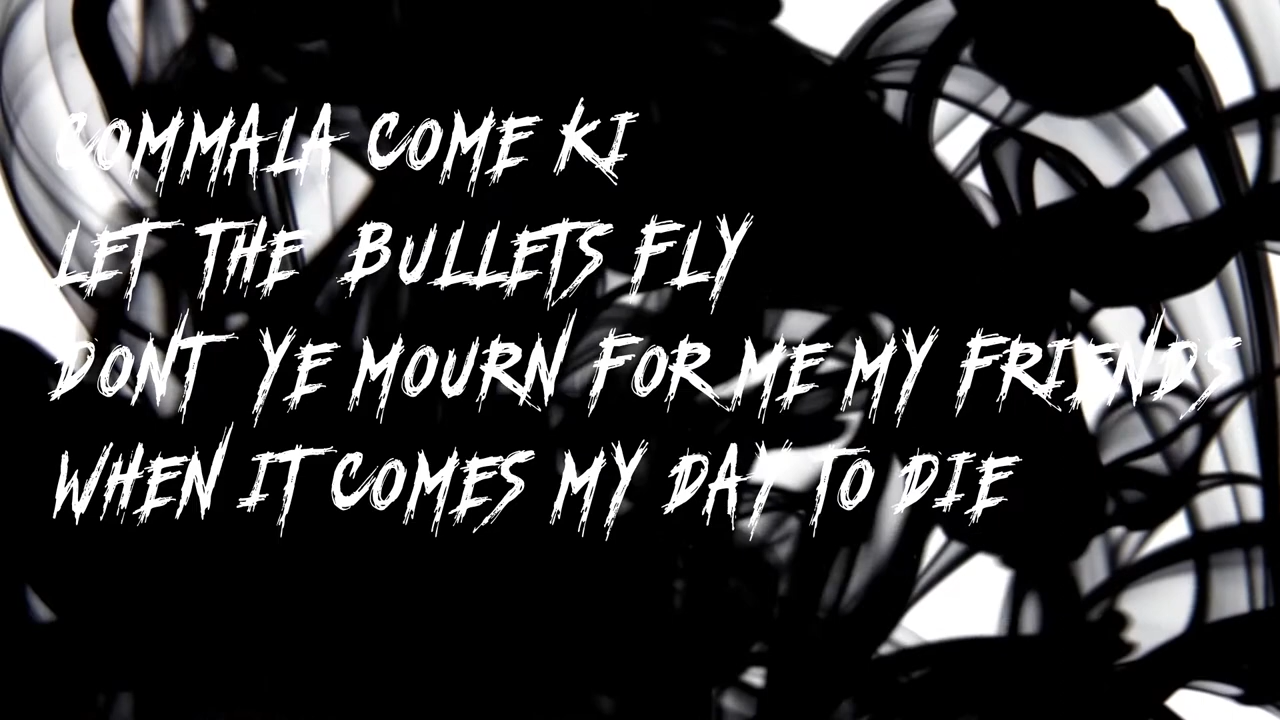 COMMALA COME KI
LET THE BULLETS FLY
DONT YE MOURN FOR ME MY FRIENDS
WHEN IT COMES MY DAY TO DIE